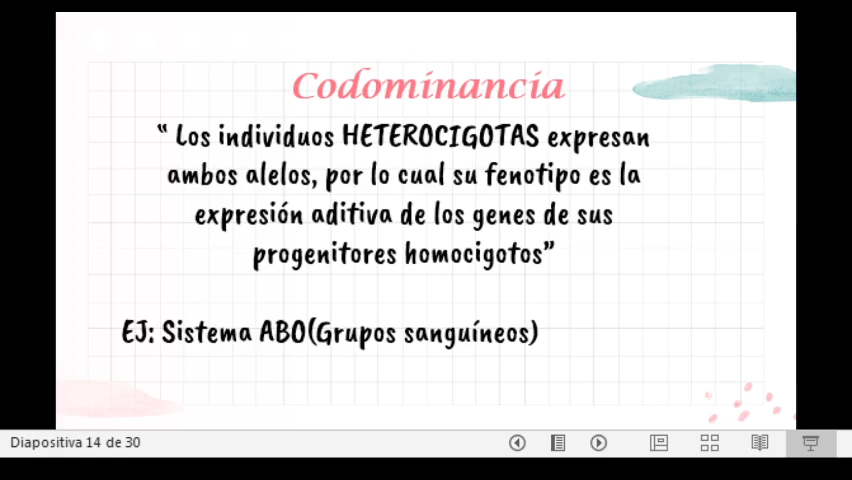 Codominancia
“ Los individuos HETEROCIGOTAS expresan
ambos alelos, por lo cual su fenotipo es la
expresión aditiva de los genes de sus
progenitores homocigotos”
EJ: Sistema ABO(Grupos sanguíneos)
Diapositiva 14 de 30